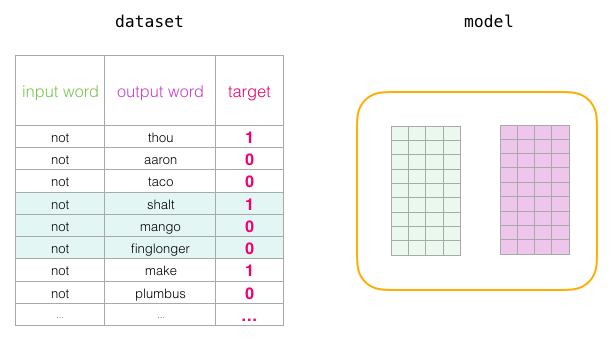 dataset model
input word output word target
not thou 1
not aaron 0
not taco 0
not shalt 1
not mango 0
not finglonger 0
not make 1
not plumbus 0
... ... ...